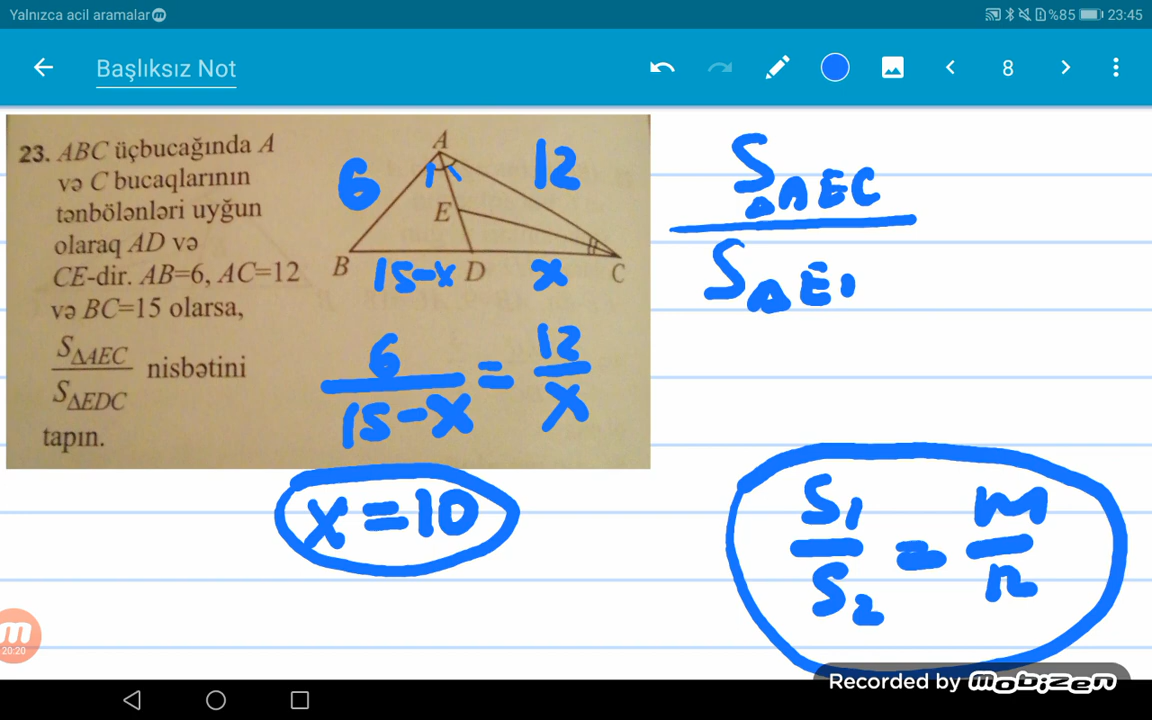 Yalnızca acil aramalar m
%85 23:45
Başlıksız Not
8
23. ABC üçbucağında A
və C bucaqlarının
tənbölənləri uyğun
olaraq AD və
CE-dir. AB=6, AC=12
və BC=15 olarsa,
S△AEC
S△EDC
nisbətini
tapın.
A
6
12
E
B
15-x
D
x
C
6/(15-x) = 12/x
x=10
S△AEC
S△E
S1/S2 = m/n
20:20
Recorded by mobizen